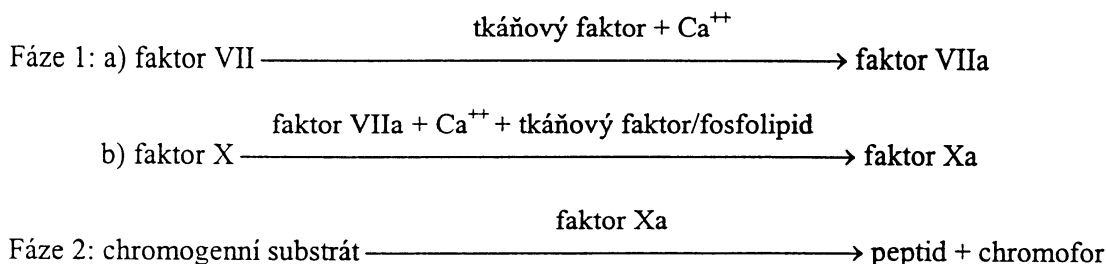 tkáňový faktor + Ca⁺⁺
Fáze 1: a) faktor VII ⟶ faktor VIIa
faktor VIIa + Ca⁺⁺ + tkáňový faktor/fosfolipid
b) faktor X ⟶ faktor Xa
faktor Xa
Fáze 2: chromogenní substrát ⟶ peptid + chromofor